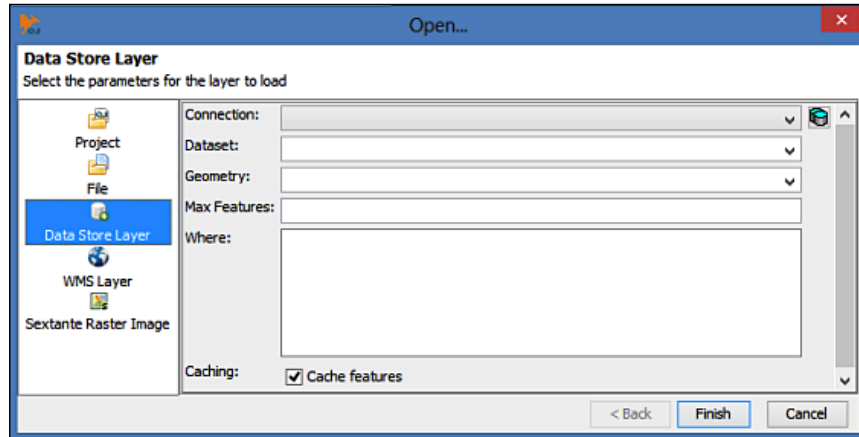 Open...
Data Store Layer
Select the parameters for the layer to load
Project
File
Data Store Layer
WMS Layer
Sextante Raster Image
Connection:
Dataset:
Geometry:
Max Features:
Where:
Caching:
Cache features
< Back
Finish
Cancel